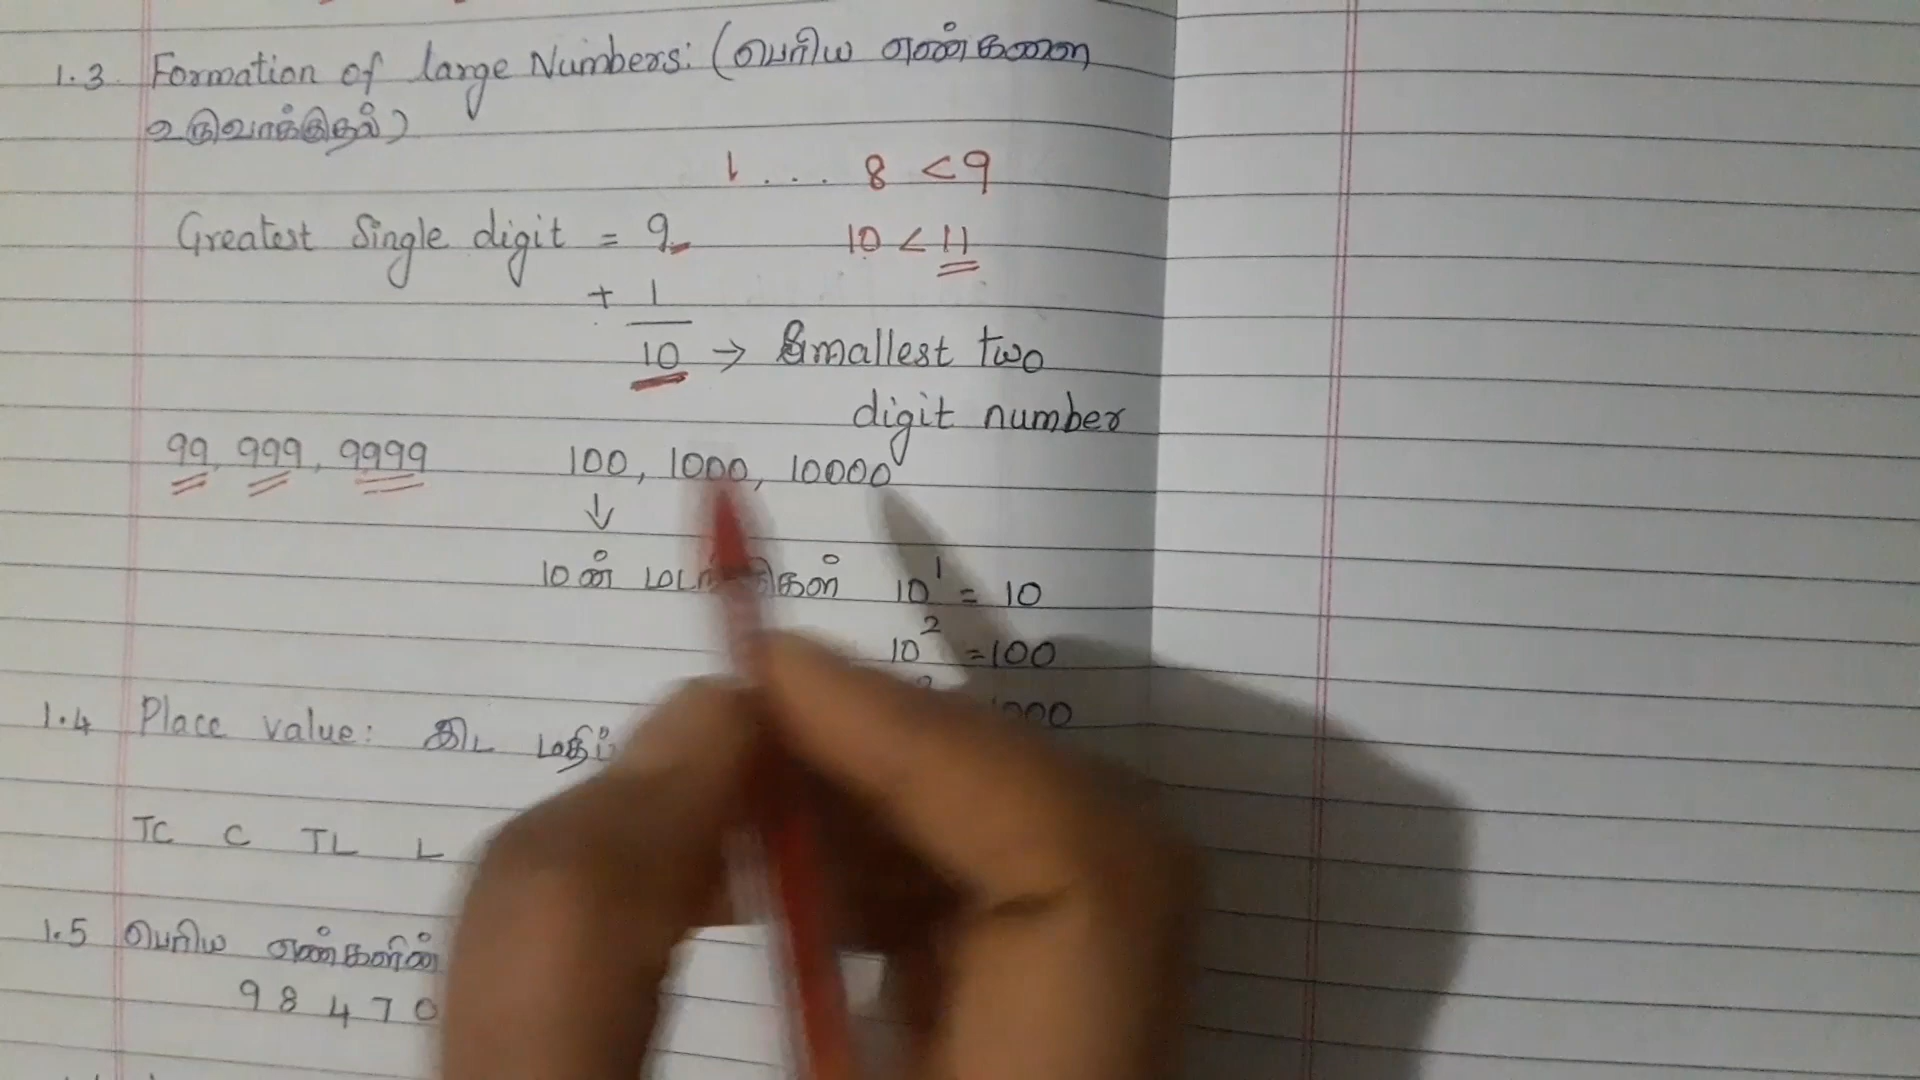 1.3 Formation of large Numbers: (பெரிய எண்களை
உருவாக்குதல்)
1 ... 8 < 9
Greatest Single digit = 9
10 < 11
+ 1
10 → Smallest two
digit number
99, 999, 9999
100, 1000, 10000
↓
10ன்
10¹ = 10
10² = 100
1000
1.4 Place value: இட
TC C TL L
1.5 பெரிய எண்களின்
9 8 4 7 0